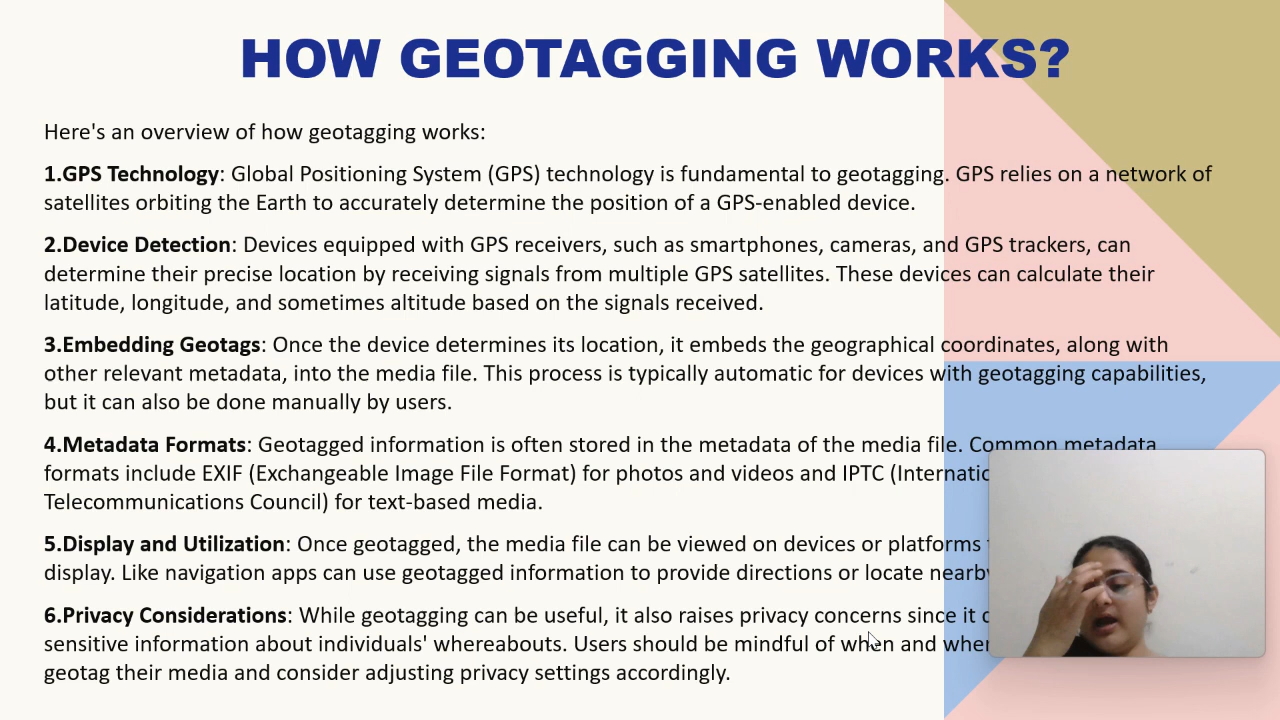 HOW GEOTAGGING WORKS?
Here's an overview of how geotagging works:
1.GPS Technology: Global Positioning System (GPS) technology is fundamental to geotagging. GPS relies on a network of
satellites orbiting the Earth to accurately determine the position of a GPS-enabled device.
2.Device Detection: Devices equipped with GPS receivers, such as smartphones, cameras, and GPS trackers, can
determine their precise location by receiving signals from multiple GPS satellites. These devices can calculate their
latitude, longitude, and sometimes altitude based on the signals received.
3.Embedding Geotags: Once the device determines its location, it embeds the geographical coordinates, along with
other relevant metadata, into the media file. This process is typically automatic for devices with geotagging capabilities,
but it can also be done manually by users.
4.Metadata Formats: Geotagged information is often stored in the metadata of the media file. Common metadata
formats include EXIF (Exchangeable Image File Format) for photos and videos and IPTC
Telecommunications Council) for text-based media.
5.Display and Utilization: Once geotagged, the media file can be viewed on devices or platforms
display. Like navigation apps can use geotagged information to provide directions or locate
6.Privacy Considerations: While geotagging can be useful, it also raises privacy concerns since it
sensitive information about individuals' whereabouts. Users should be mindful of when and
geotag their media and consider adjusting privacy settings accordingly.